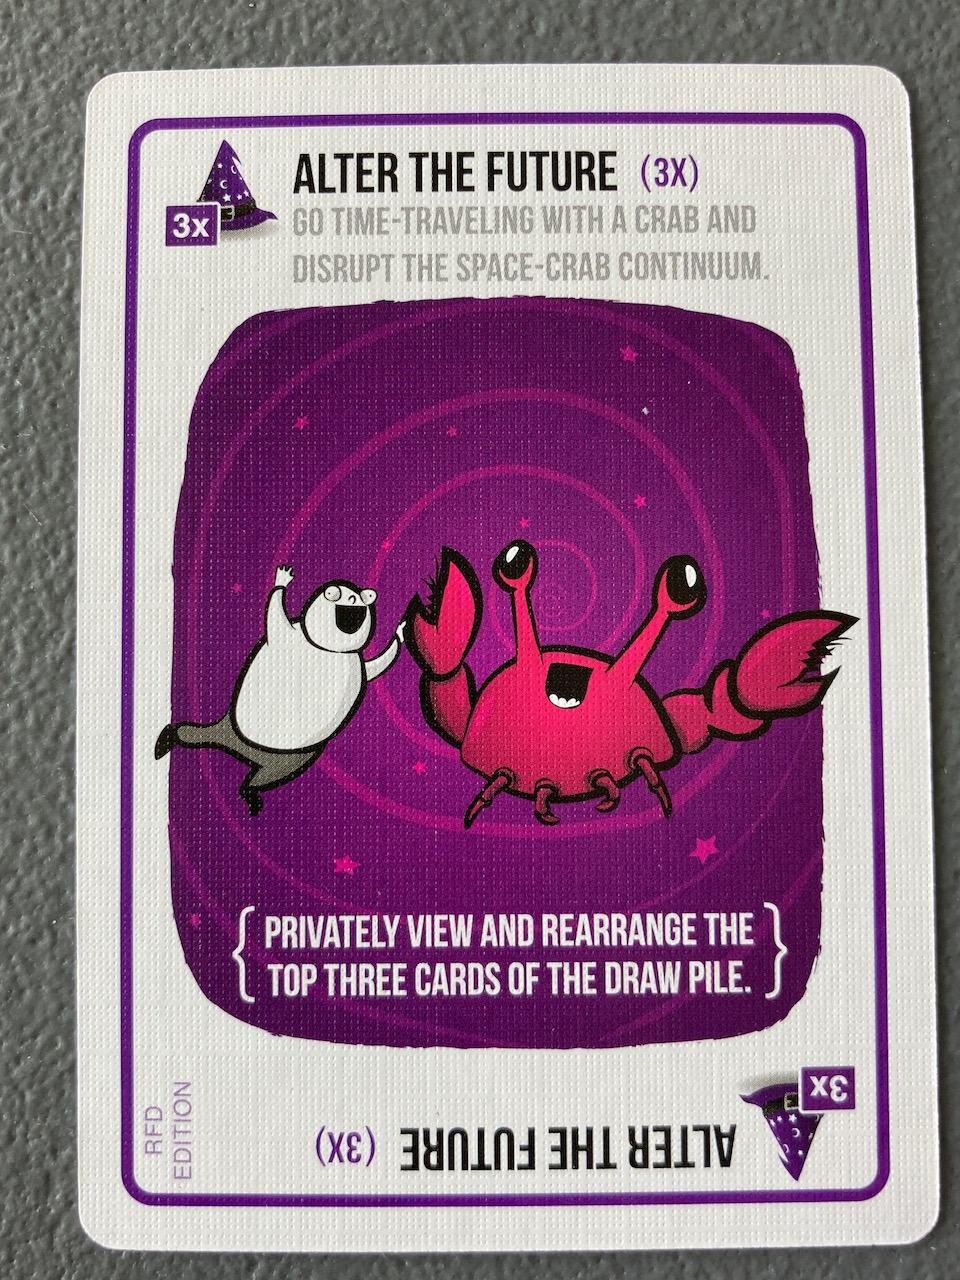 ALTER THE FUTURE (3X)
3x
GO TIME-TRAVELING WITH A CRAB AND
DISRUPT THE SPACE-CRAB CONTINUUM.
{PRIVATELY VIEW AND REARRANGE THE
TOP THREE CARDS OF THE DRAW PILE.}
3x
ALTER THE FUTURE (3X)
RFD
EDITION